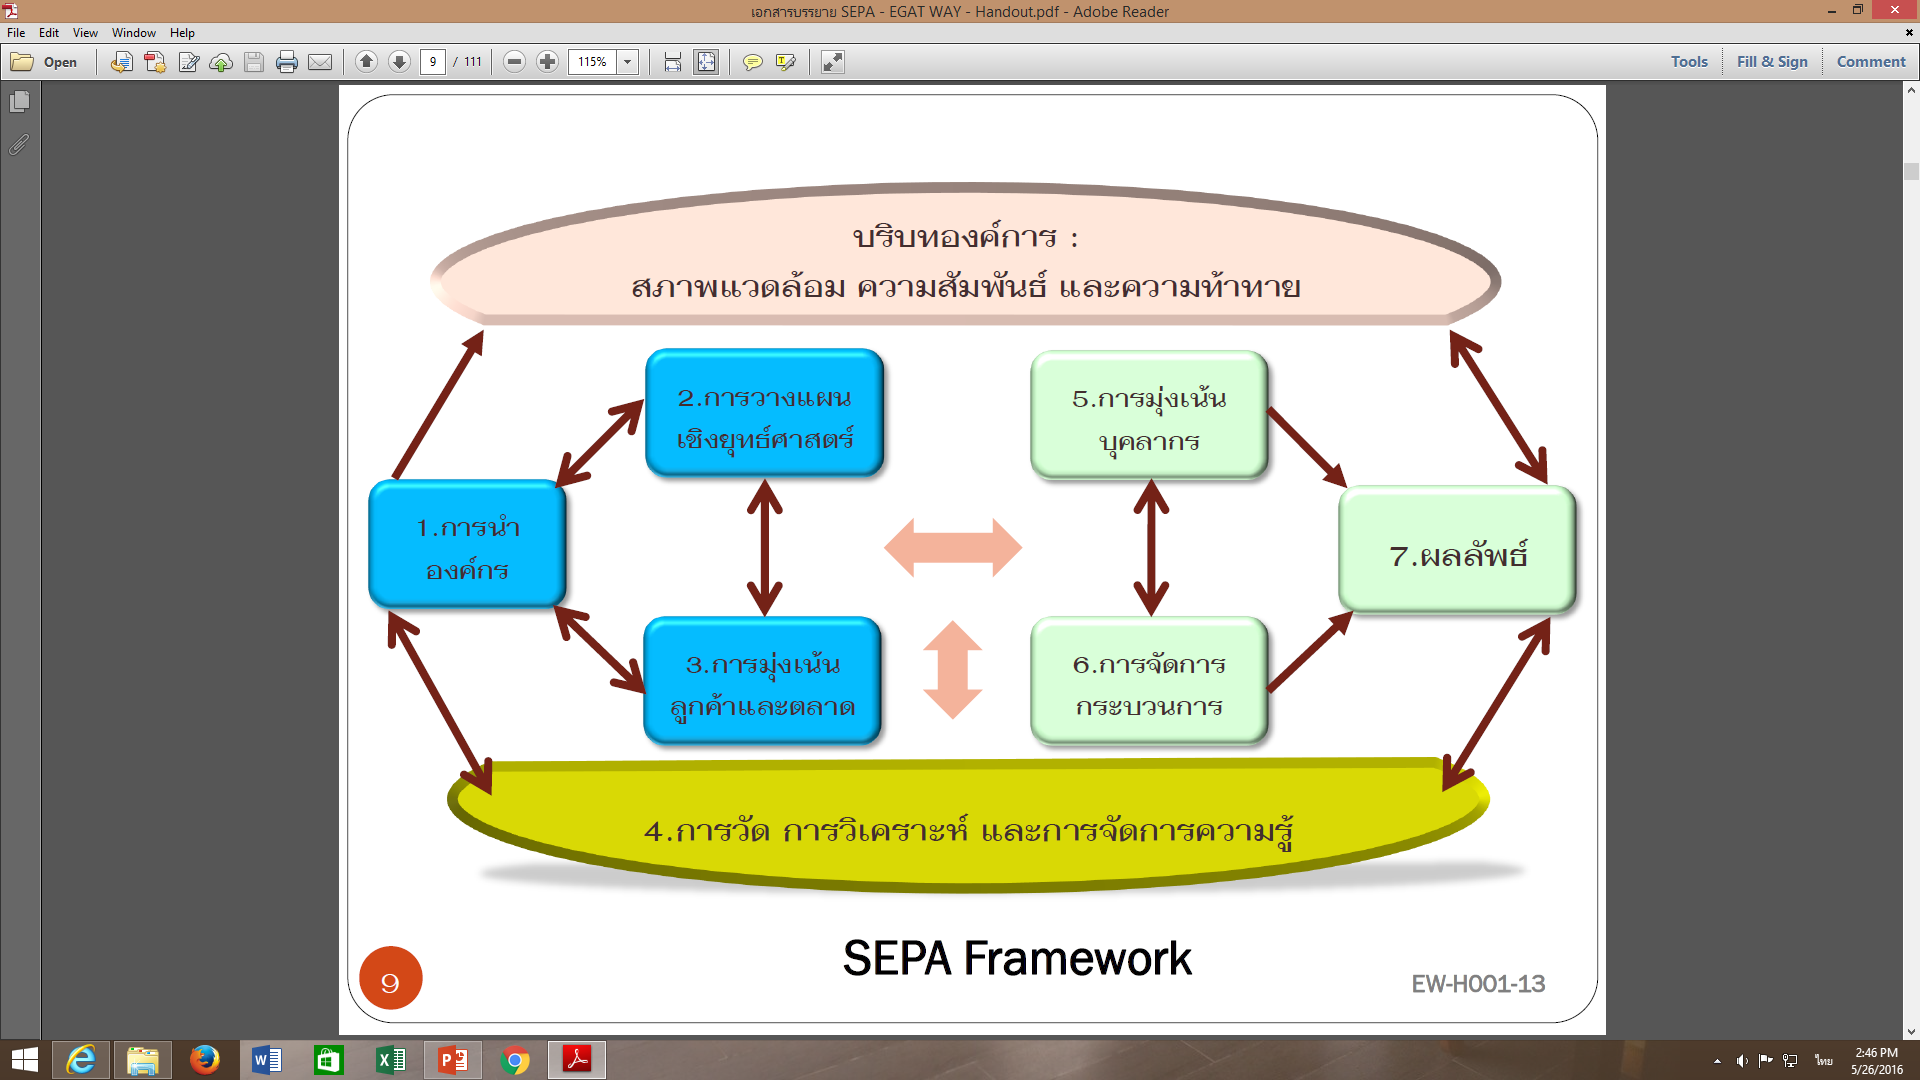 เอกสารบรรยาย SEPA - EGAT WAY - Handout.pdf - Adobe Reader
File Edit View Window Help
Open 9 / 111 115% Tools Fill & Sign Comment
บริบทองค์การ :
สภาพแวดล้อม ความสัมพันธ์ และความท้าทาย
2.การวางแผน
เชิงยุทธ์ศาสตร์
5.การมุ่งเน้น
บุคลากร
1.การนำ
องค์กร
7.ผลลัพธ์
3.การมุ่งเน้น
ลูกค้าและตลาด
6.การจัดการ
กระบวนการ
4.การวัด การวิเคราะห์ และการจัดการความรู้
SEPA Framework
9
EW-H001-13
ไทย
2:46 PM
5/26/2016